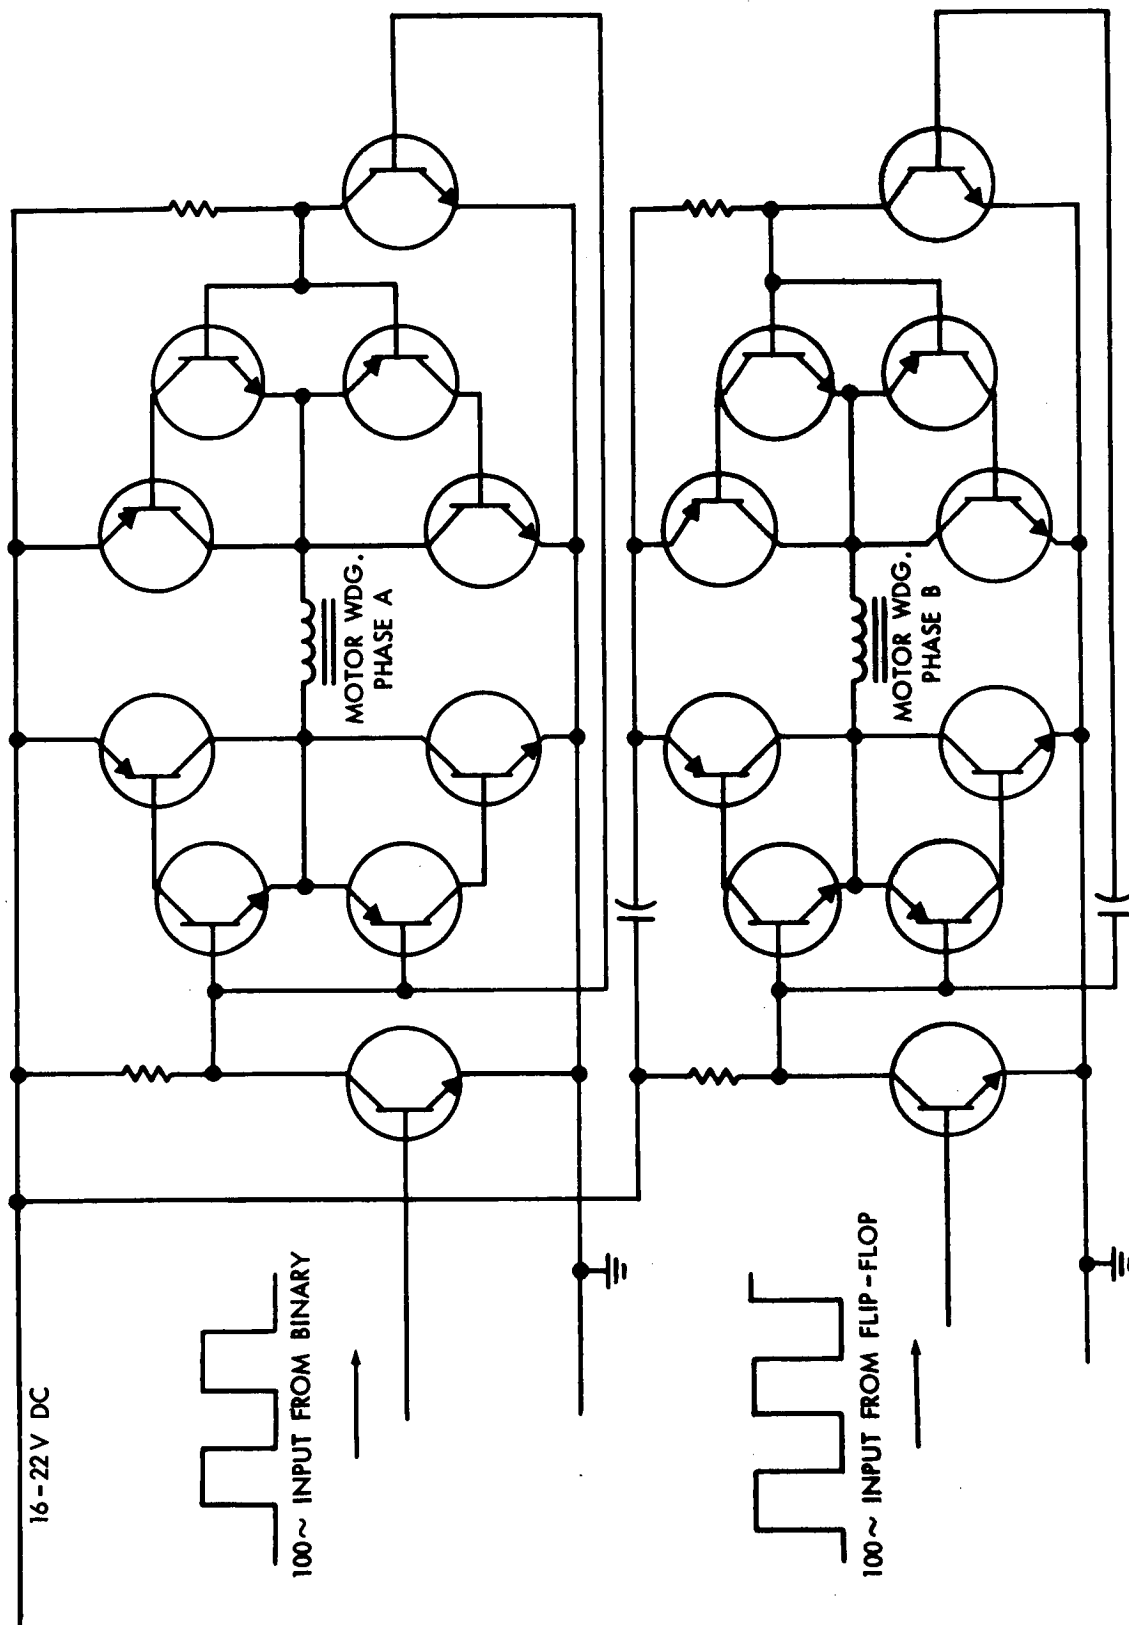 16-22V DC
100~ INPUT FROM BINARY
MOTOR WDG.
PHASE A
100~ INPUT FROM FLIP-FLOP
MOTOR WDG.
PHASE B